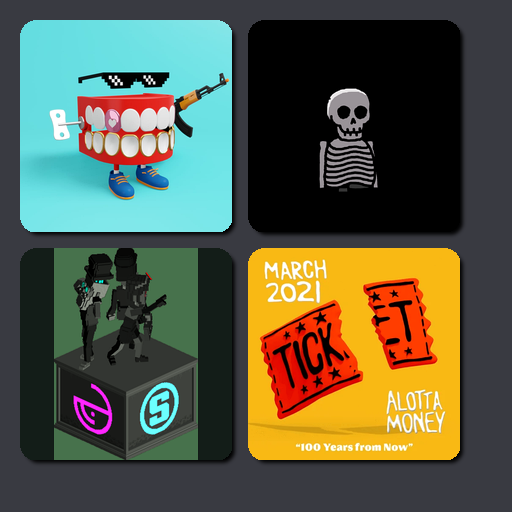 S
MARCH
2021
TICK
ET
ALOTTA
MONEY
"100 Years from Now"